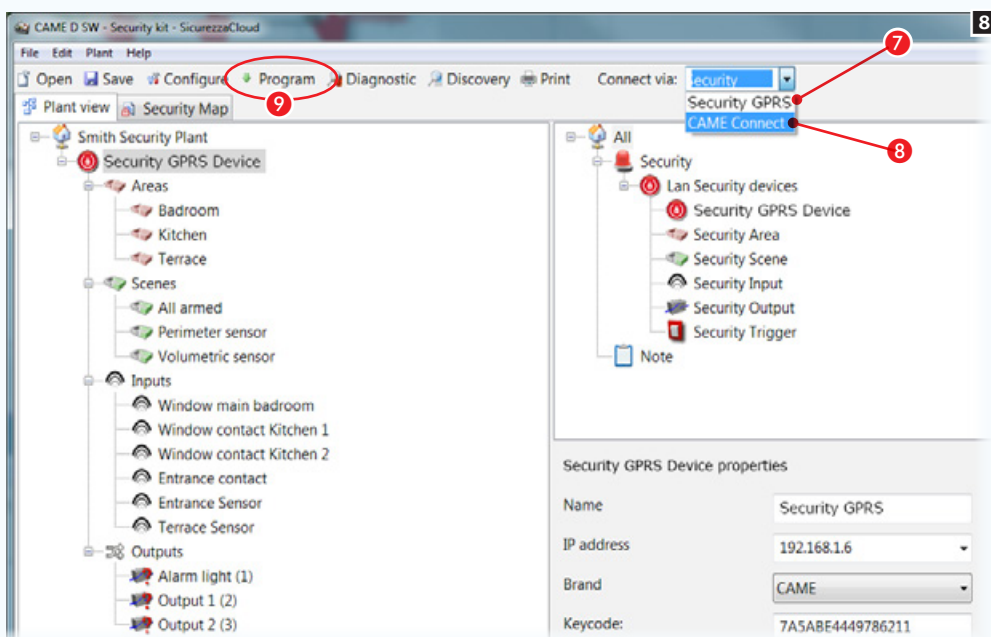 CAME D SW - Security kit - SicurezzaCloud
8
File Edit Plant Help
7
Open Save Configure Program Diagnostic Discovery Print Connect via: security
9
Security GPRS
CAME Connect
8
Plant view Security Map
Smith Security Plant
Security GPRS Device
Areas
Badroom
Kitchen
Terrace
Scenes
All armed
Perimeter sensor
Volumetric sensor
Inputs
Window main badroom
Window contact Kitchen 1
Window contact Kitchen 2
Entrance contact
Entrance Sensor
Terrace Sensor
Outputs
Alarm light (1)
Output 1 (2)
Output 2 (3)
All
Security
Lan Security devices
Security GPRS Device
Security Area
Security Scene
Security Input
Security Output
Security Trigger
Note
Security GPRS Device properties
Name Security GPRS
IP address 192.168.1.6
Brand CAME
Keycode: 7A5ABE4449786211